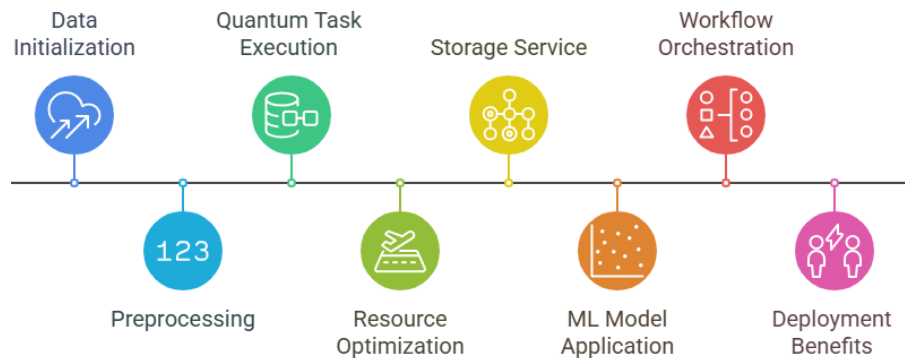 Data
Initialization
Quantum Task
Execution
Storage Service
Workflow
Orchestration
123
Preprocessing
Resource
Optimization
ML Model
Application
Deployment
Benefits